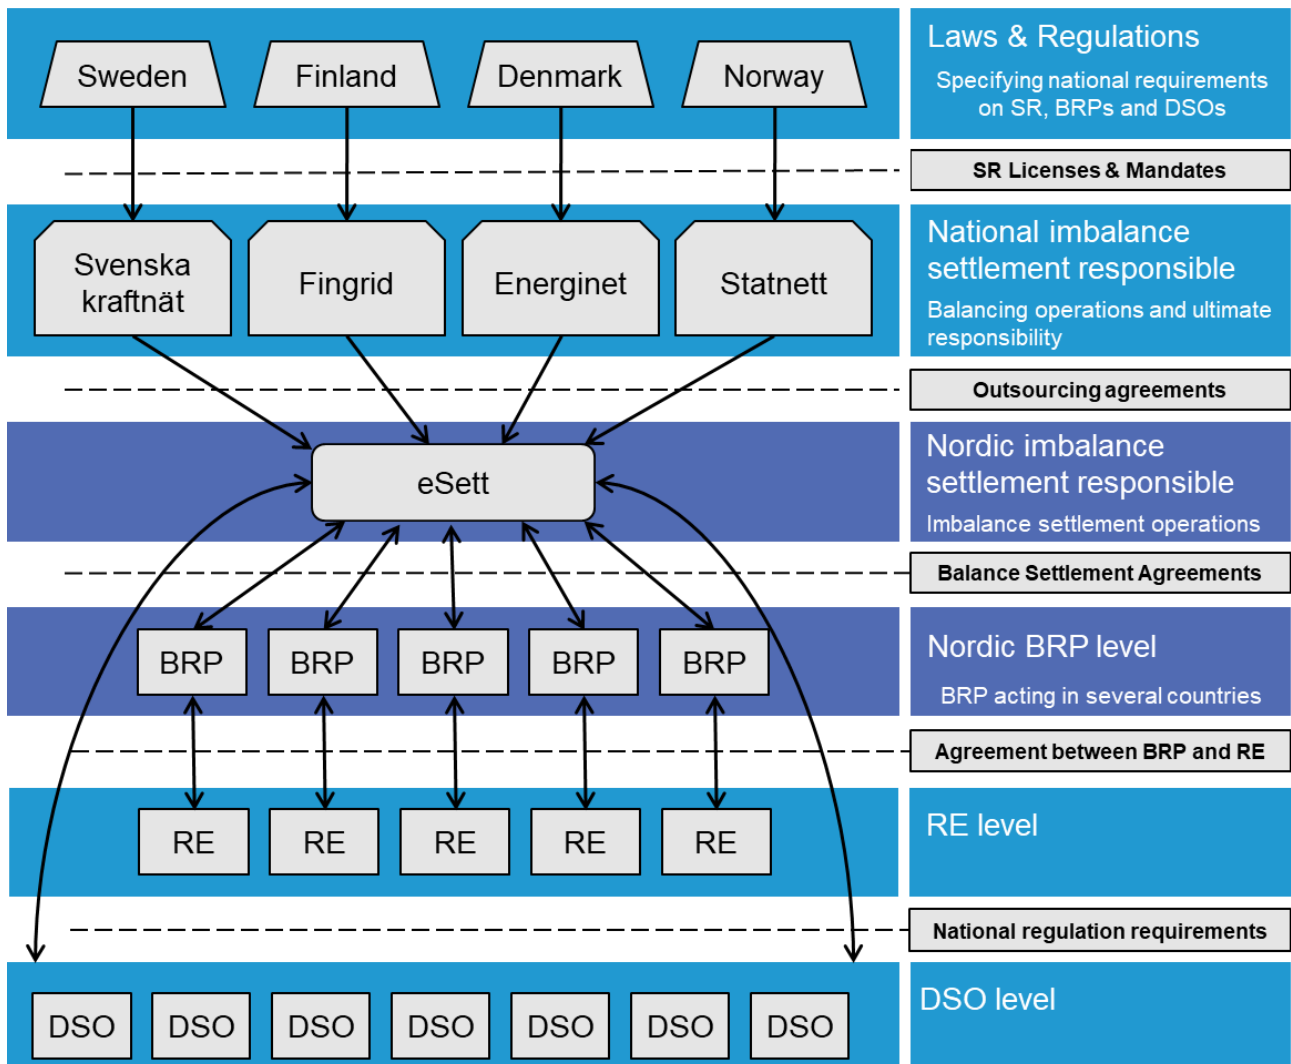 Sweden
Finland
Denmark
Norway
Laws & Regulations
Specifying national requirements
on SR, BRPs and DSOs
SR Licenses & Mandates
Svenska
kraftnät
Fingrid
Energinet
Statnett
National imbalance
settlement responsible
Balancing operations and ultimate
responsibility
Outsourcing agreements
eSett
Nordic imbalance
settlement responsible
Imbalance settlement operations
Balance Settlement Agreements
BRP
BRP
BRP
BRP
BRP
Nordic BRP level
BRP acting in several countries
Agreement between BRP and RE
RE
RE
RE
RE
RE
RE level
National regulation requirements
DSO
DSO
DSO
DSO
DSO
DSO
DSO
DSO level